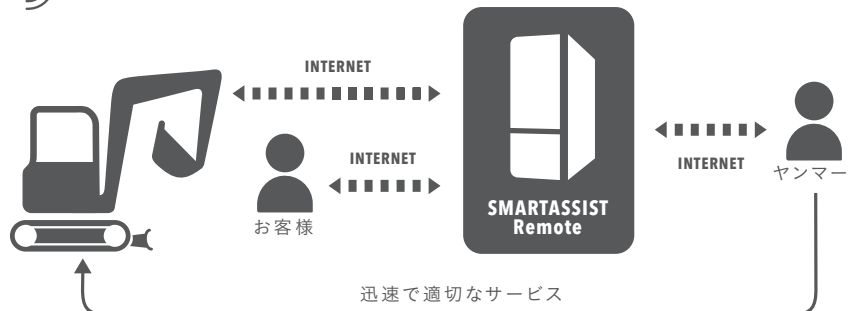 INTERNET
INTERNET
お客様
SMARTASSIST
Remote
INTERNET
ヤンマー
迅速で適切なサービス